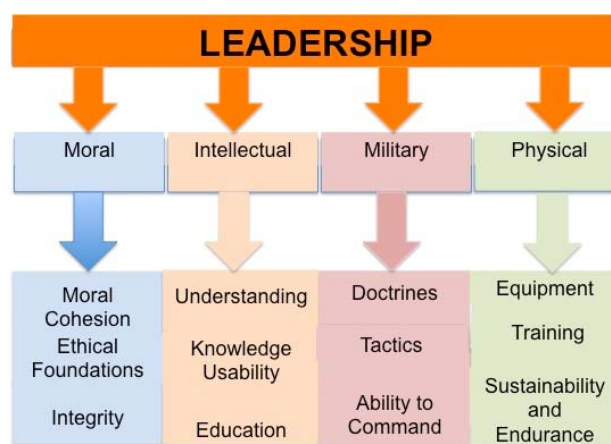 LEADERSHIP
Moral
Intellectual
Military
Physical
Moral
Cohesion
Ethical
Foundations
Integrity
Understanding
Knowledge
Usability
Education
Doctrines
Tactics
Ability to
Command
Equipment
Training
Sustainability
and
Endurance